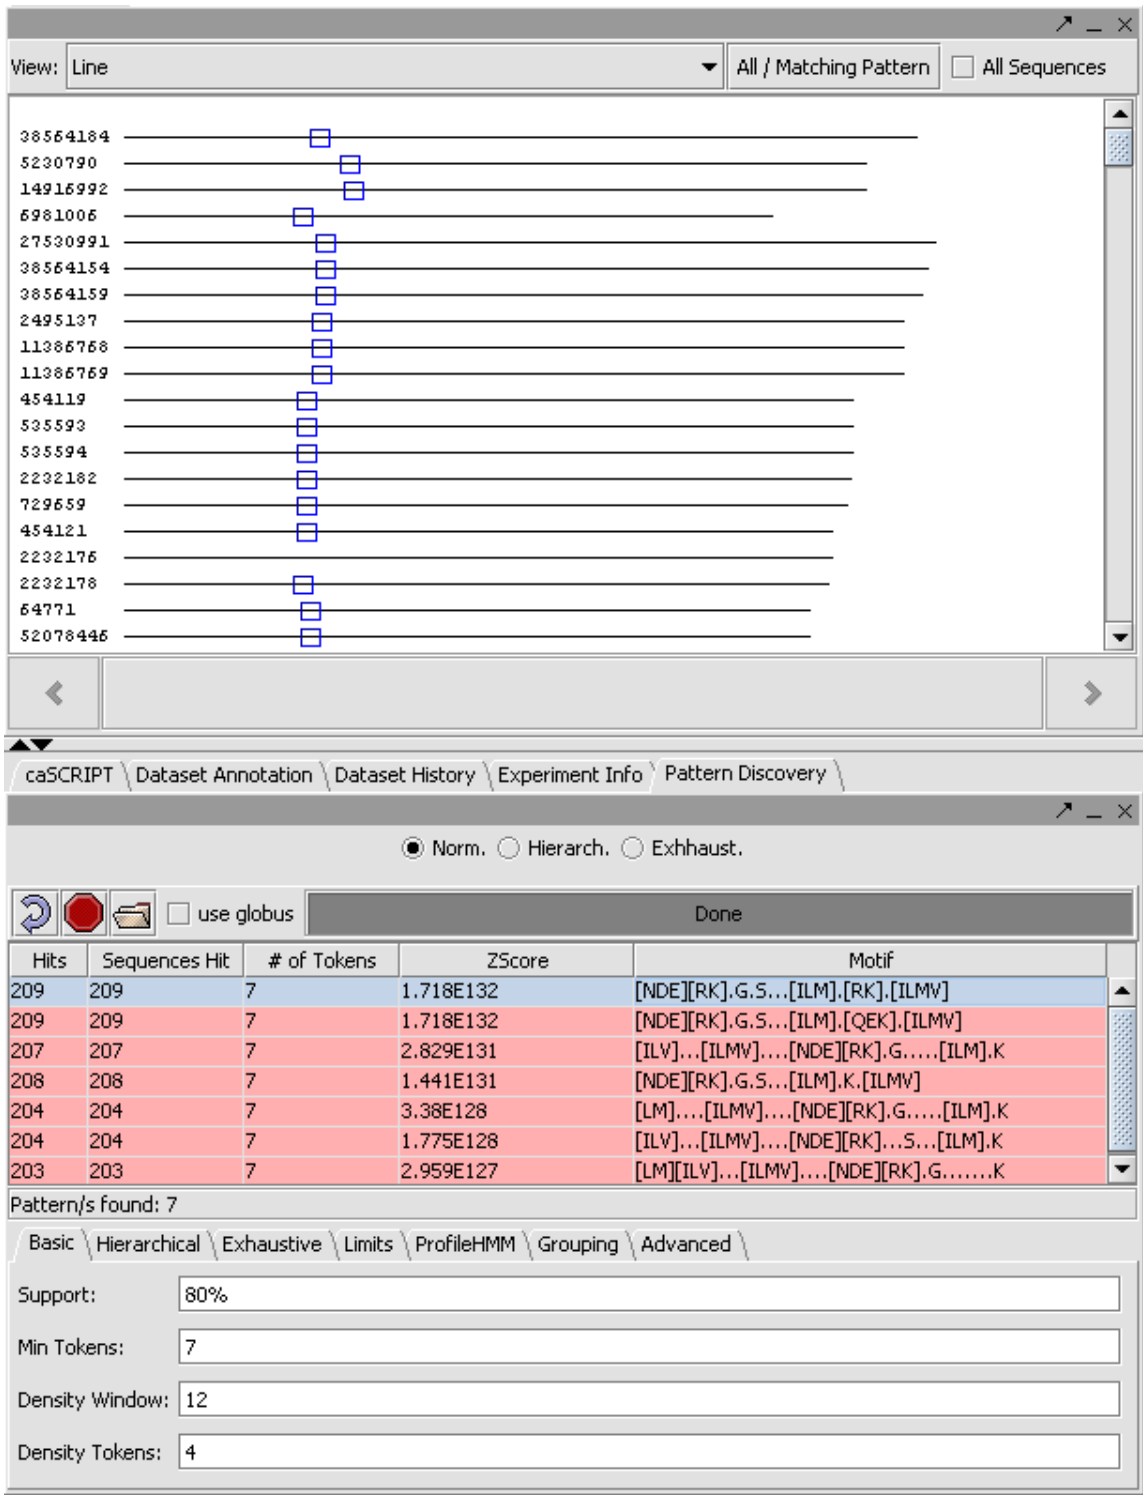 View: Line All / Matching Pattern All Sequences
38564184
5230790
14916992
6981006
27530991
38564154
38564159
2495137
11386768
11386769
454119
535593
535594
2232182
729659
454121
2232176
2232178
64771
52078446
caSCRIPT Dataset Annotation Dataset History Experiment Info Pattern Discovery
Norm. Hierarch. Exhhaust.
use globus Done
Hits Sequences Hit # of Tokens ZScore Motif
209 209 7 1.718E132 [NDE][RK].G.S...[ILM].[RK].[ILMV]
209 209 7 1.718E132 [NDE][RK].G.S...[ILM].[QEK].[ILMV]
207 207 7 2.829E131 [ILV]...[ILMV]....[NDE][RK].G.....[ILM].K
208 208 7 1.441E131 [NDE][RK].G.S...[ILM].K.[ILMV]
204 204 7 3.38E128 [LM]....[ILMV]....[NDE][RK].G.....[ILM].K
204 204 7 1.775E128 [ILV]...[ILMV]....[NDE][RK]...S...[ILM].K
203 203 7 2.959E127 [LM][ILV]...[ILMV]....[NDE][RK].G.......K
Pattern/s found: 7
Basic Hierarchical Exhaustive Limits ProfileHMM Grouping Advanced
Support: 80%
Min Tokens: 7
Density Window: 12
Density Tokens: 4